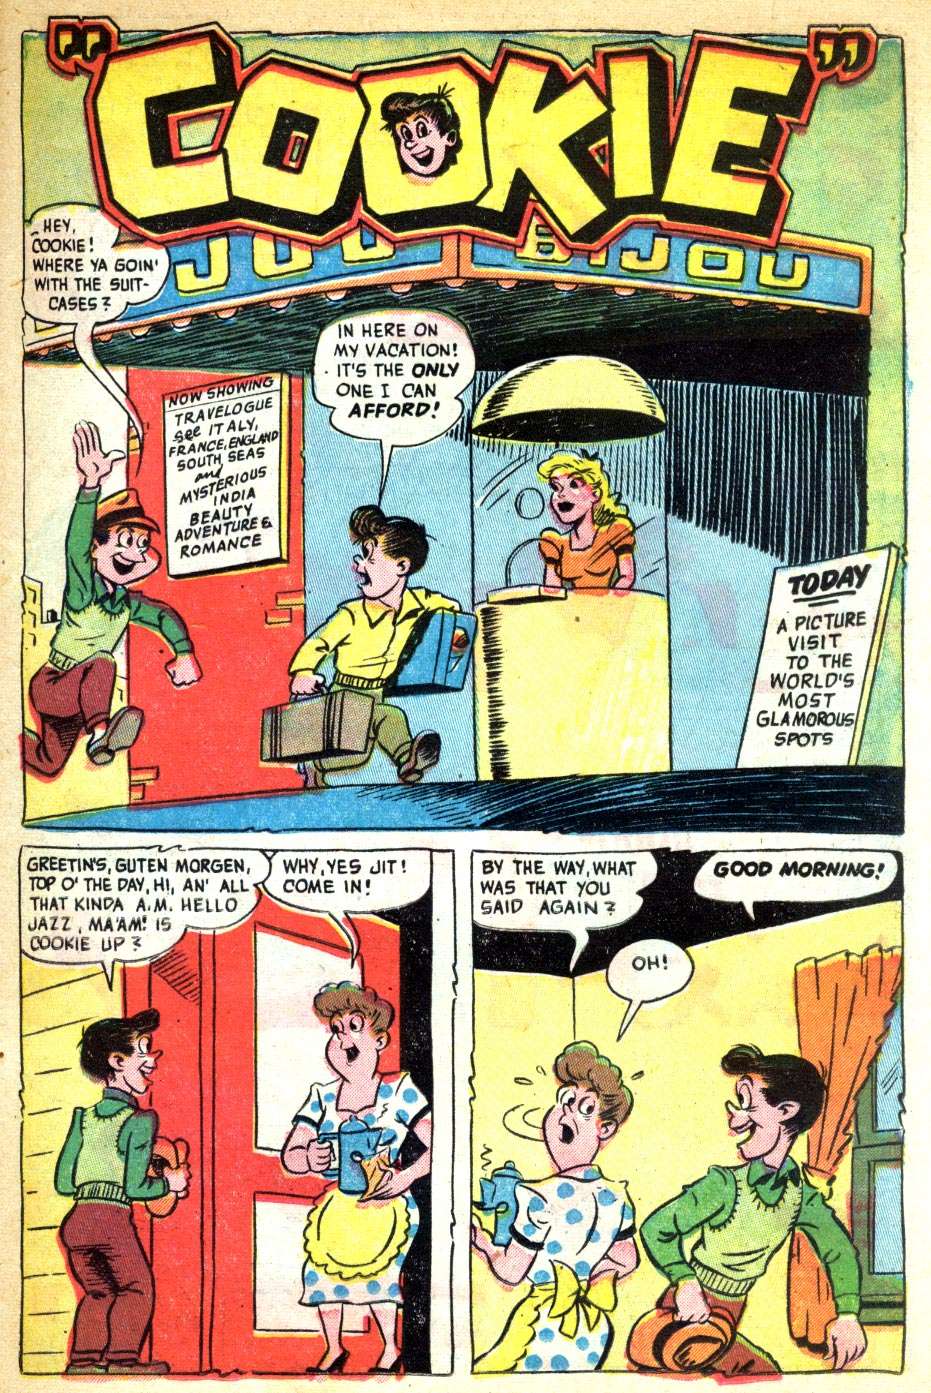 "COOKIE"
HEY,
COOKIE!
WHERE YA GOIN'
WITH THE SUIT-
CASES?
JOU BIJOU
IN HERE ON
MY VACATION!
IT'S THE ONLY
ONE I CAN
AFFORD!
NOW SHOWING
TRAVELOGUE
see ITALY,
FRANCE, ENGLAND
SOUTH SEAS
and
MYSTERIOUS
INDIA
BEAUTY
ADVENTURE &
ROMANCE
TODAY
A PICTURE
VISIT
TO THE
WORLD'S
MOST
GLAMOROUS
SPOTS
GREETIN'S, GUTEN MORGEN,
TOP O' THE DAY, HI, AN' ALL
THAT KINDA A.M. HELLO
JAZZ, MA'AM! IS
COOKIE UP?
WHY, YES JIT!
COME IN!
BY THE WAY, WHAT
WAS THAT YOU
SAID AGAIN?
OH!
GOOD MORNING!